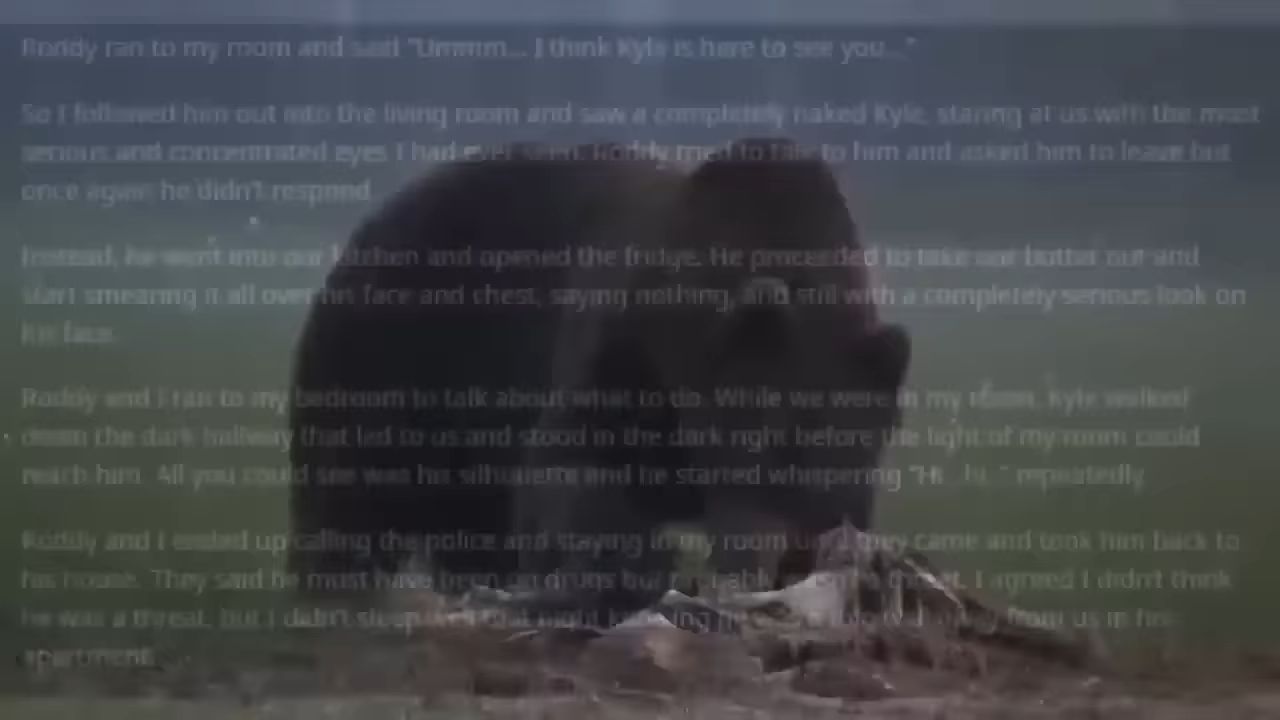 Roddy ran to my mom and said "Ummm... I think Kyle is here to see you..."
So I followed him out into the living room and saw a completely naked Kyle, staring at us with the most
serious and concentrated eyes I had ever seen. Roddy tried to talk to him and asked him to leave but
once again he didn't respond.
Instead, he went into our kitchen and opened the fridge. He proceeded to take our butter out and
start smearing it all over his face and chest, saying nothing, and still with a completely serious look on
his face.
Roddy and I ran to my bedroom to talk about what to do. While we were in my room, Kyle walked
down the dark hallway that led to us and stood in the dark right before the light of my room could
reach him. All you could see was his silhouette and he started whispering "Hi.. hi.." repeatedly.
Roddy and I ended up calling the police and staying in my room until they came and took him back to
his house. They said he must have been on drugs but probably a threat. I agreed I didn't think
he was a threat, but I didn't sleep that night from us in his
apartment.